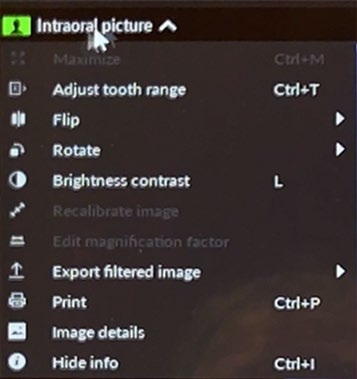 Intraoral picture
Maximize Ctrl+M
Adjust tooth range Ctrl+T
Flip
Rotate
Brightness contrast L
Recalibrate image
Edit magnification factor
Export filtered image
Print Ctrl+P
Image details
Hide info Ctrl+I